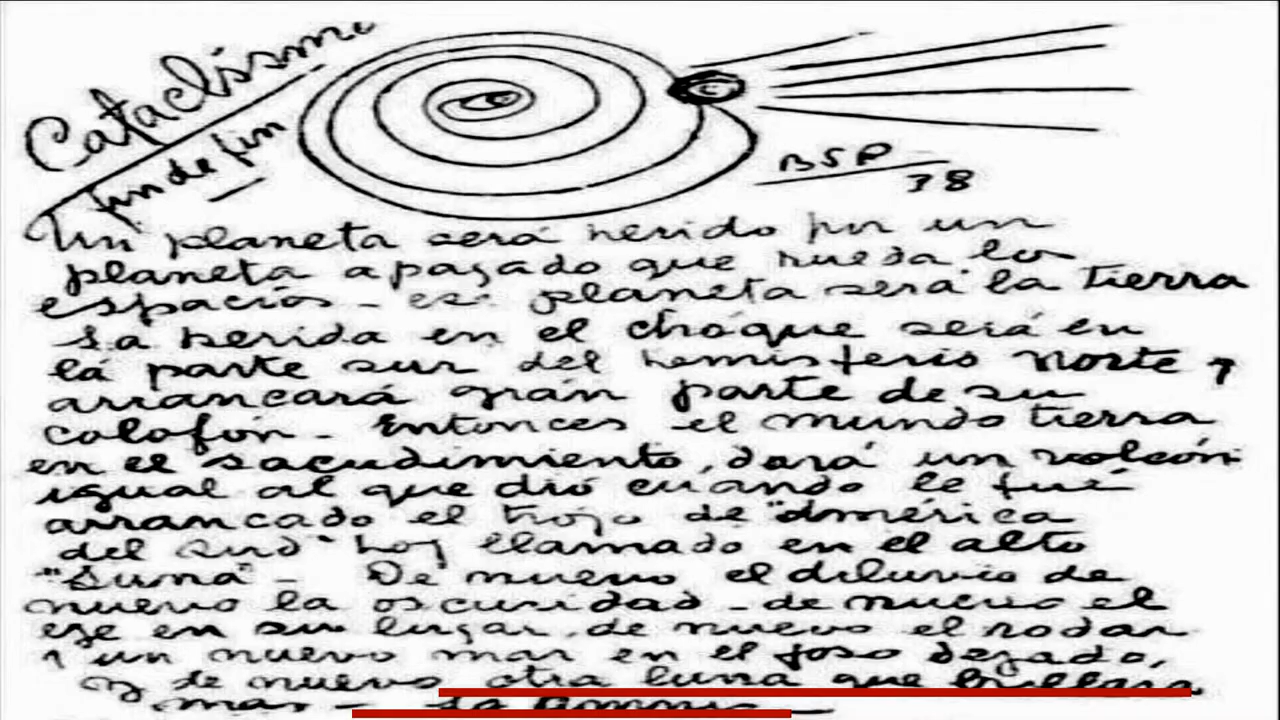 Cataclismo
fin de fin
BSP
38
Un planeta será herido por un
planeta apagado que rueda los
espacios - ese planeta será la Tierra
La herida en el choque será en
la parte sur del hemisferio norte y
arrancará gran parte de su
colofón - Entonces el mundo tierra
en el sacudimiento, dará un volcón
igual al que dió cuando le fué
arrancado el trozo de "América
del Sud" hoy llamado en el alto
"Luna" - De nuevo el diluvio de
nuevo la oscuridad - de nuevo el
eje en su lugar, de nuevo el rodar
y un nuevo mar en el foso dejado,
y de nuevo otra luna que brillará
mas -